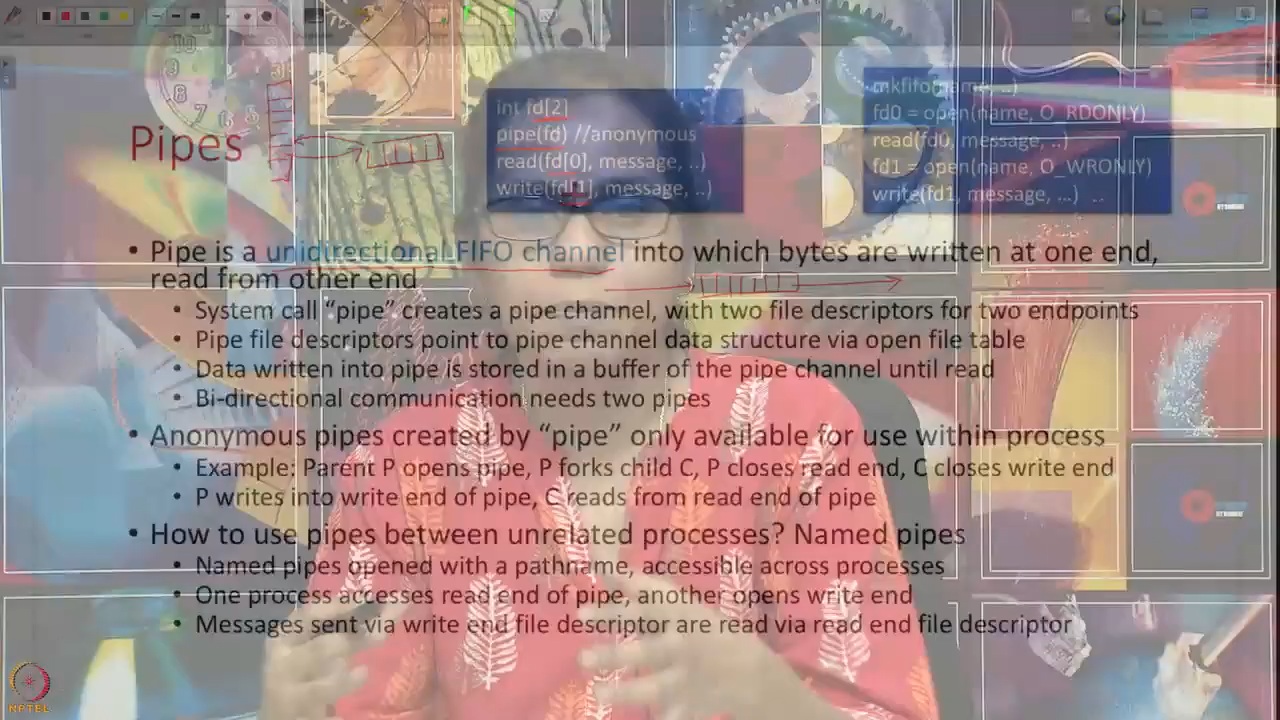 Pipes
int fd[2]
pipe(fd) //anonymous
read(fd[0], message, ..)
write(fd[1], message, ..)
mkfifo(name, ..)
fd0 = open(name, O_RDONLY)
read(fd0, message, ..)
fd1 = open(name, O_WRONLY)
write(fd1, message, ...) ..
• Pipe is a unidirectional FIFO channel into which bytes are written at one end,
read from other end
• System call “pipe” creates a pipe channel, with two file descriptors for two endpoints
• Pipe file descriptors point to pipe channel data structure via open file table
• Data written into pipe is stored in a buffer of the pipe channel until read
• Bi-directional communication needs two pipes
• Anonymous pipes created by “pipe” only available for use within process
• Example: Parent P opens pipe, P forks child C, P closes read end, C closes write end
• P writes into write end of pipe, C reads from read end of pipe
• How to use pipes between unrelated processes? Named pipes
• Named pipes opened with a pathname, accessible across processes
• One process accesses read end of pipe, another opens write end
• Messages sent via write end file descriptor are read via read end file descriptor
NPTEL